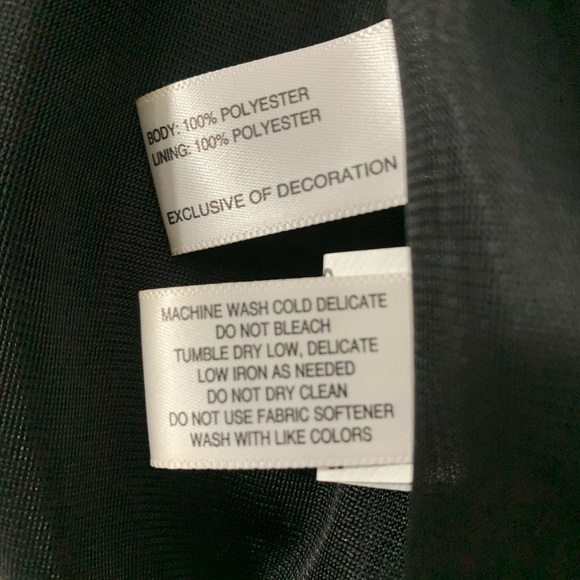 BODY: 100% POLYESTER
LINING: 100% POLYESTER
EXCLUSIVE OF DECORATION
MACHINE WASH COLD DELICATE
DO NOT BLEACH
TUMBLE DRY LOW, DELICATE
LOW IRON AS NEEDED
DO NOT DRY CLEAN
DO NOT USE FABRIC SOFTENER
WASH WITH LIKE COLORS